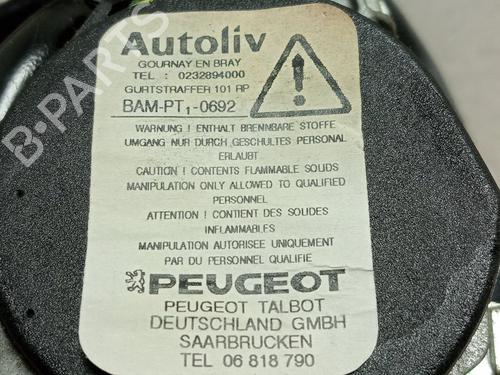 Autoliv
GOURNAY EN BRAY
TEL : 0232894000
GURTSTRAFFER 101 RP
BAM-PT1-0692
WARNUNG ! ENTHALT BRENNBARE STOFFE
UMGANG NUR DURCH GESCHULTES PERSONAL
ERLAUBT
CAUTION ! CONTENTS FLAMMABLE SOLIDS
MANIPULATION ONLY ALLOWED TO QUALIFIED
PERSONNEL
ATTENTION ! CONTIENT DES SOLIDES
INFLAMMABLES
MANIPULATION AUTORISEE UNIQUEMENT
PAR DU PERSONNEL QUALIFIE
PEUGEOT
PEUGEOT TALBOT
DEUTSCHLAND GMBH
SAARBRUCKEN
TEL 06 818 790
B-PARTS